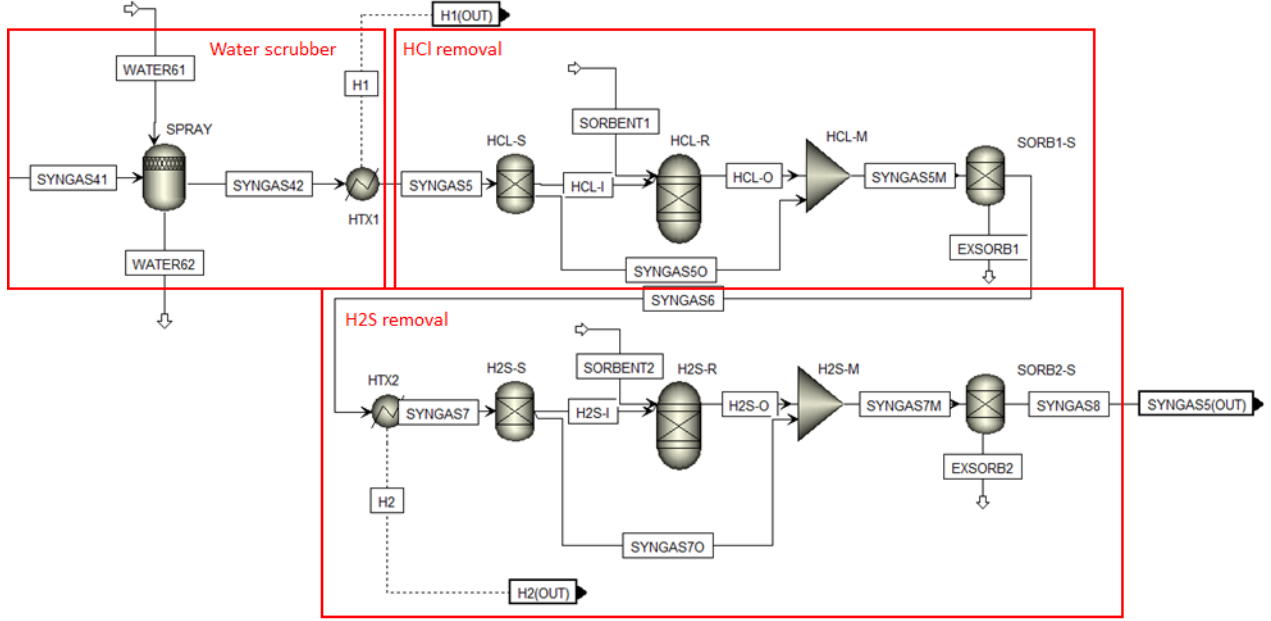 H1(OUT)
Water scrubber
HCl removal
WATER61
H1
SPRAY
SORBENT1
HCL-S
HCL-R
HCL-M
SORB1-S
SYNGAS41
SYNGAS42
SYNGAS5
HCL-I
HCL-O
SYNGAS5M
HTX1
WATER62
EXSORB1
SYNGAS5O
SYNGAS6
H2S removal
SORBENT2
H2S-S
H2S-R
H2S-M
SORB2-S
HTX2
SYNGAS7
H2S-I
H2S-O
SYNGAS7M
SYNGAS8
SYNGAS5(OUT)
EXSORB2
H2
SYNGAS7O
H2(OUT)